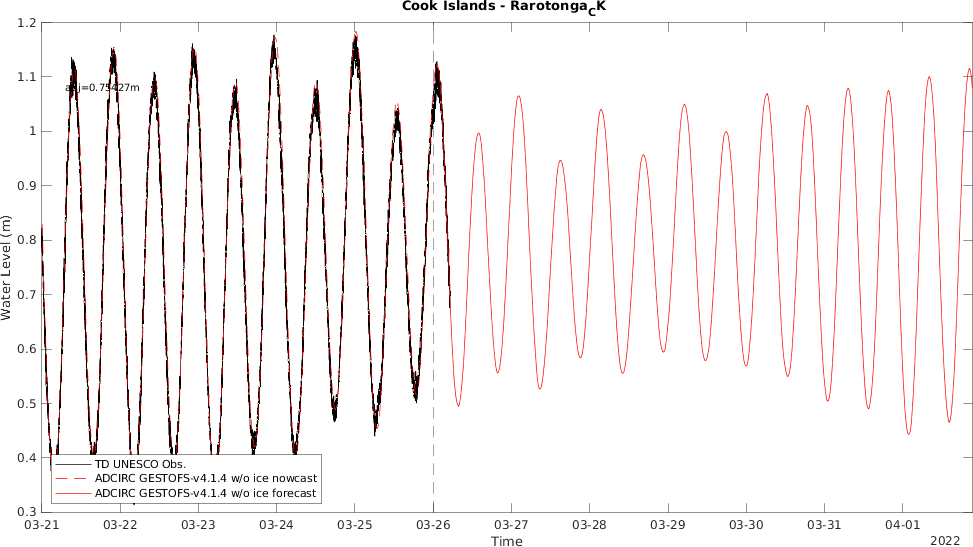 Cook Islands - Rarotonga_CK
1.2
1.1
1
0.9
0.8
0.7
0.6
0.5
0.4
0.3
Water Level (m)
TD UNESCO Obs.
ADCIRC GESTOFS-v4.1.4 w/o ice nowcast
ADCIRC GESTOFS-v4.1.4 w/o ice forecast
03-21 03-22 03-23 03-24 03-25 03-26 03-27 03-28 03-29 03-30 03-31 04-01
Time
2022